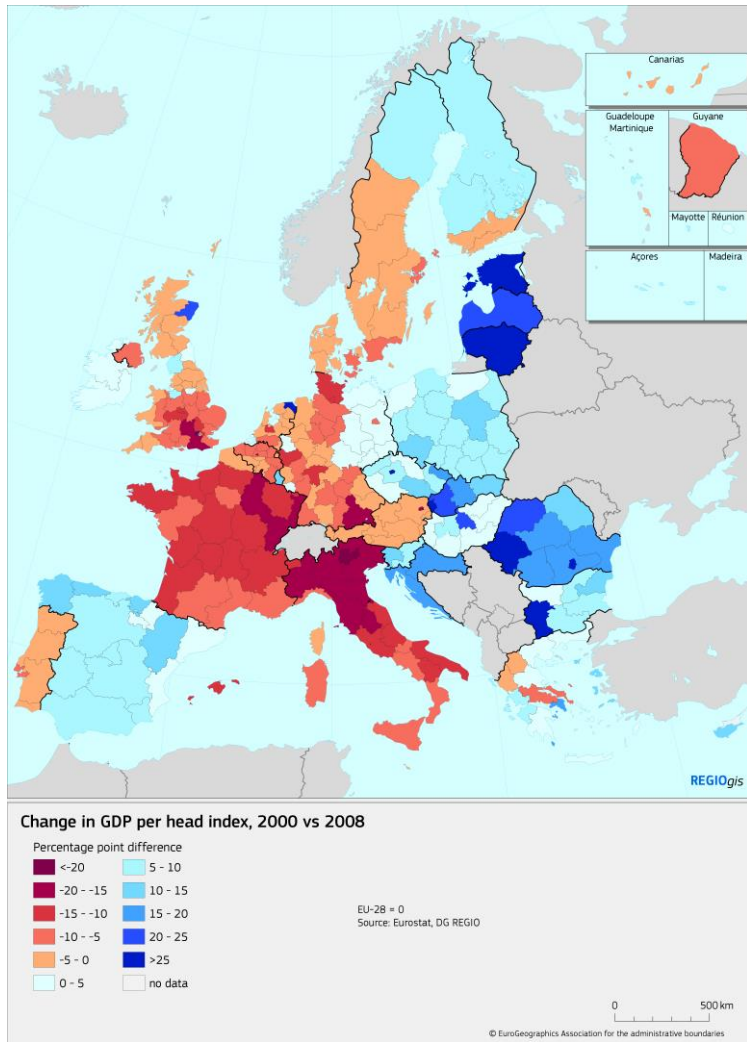 Canarias
Guadeloupe
Martinique
Guyane
Mayotte
Réunion
Açores
Madeira
REGIOgis
Change in GDP per head index, 2000 vs 2008
Percentage point difference
<-20
-20 - -15
-15 - -10
-10 - -5
-5 - 0
0 - 5
5 - 10
10 - 15
15 - 20
20 - 25
>25
no data
EU-28 = 0
Source: Eurostat, DG REGIO
0 500 km
© EuroGeographics Association for the administrative boundaries